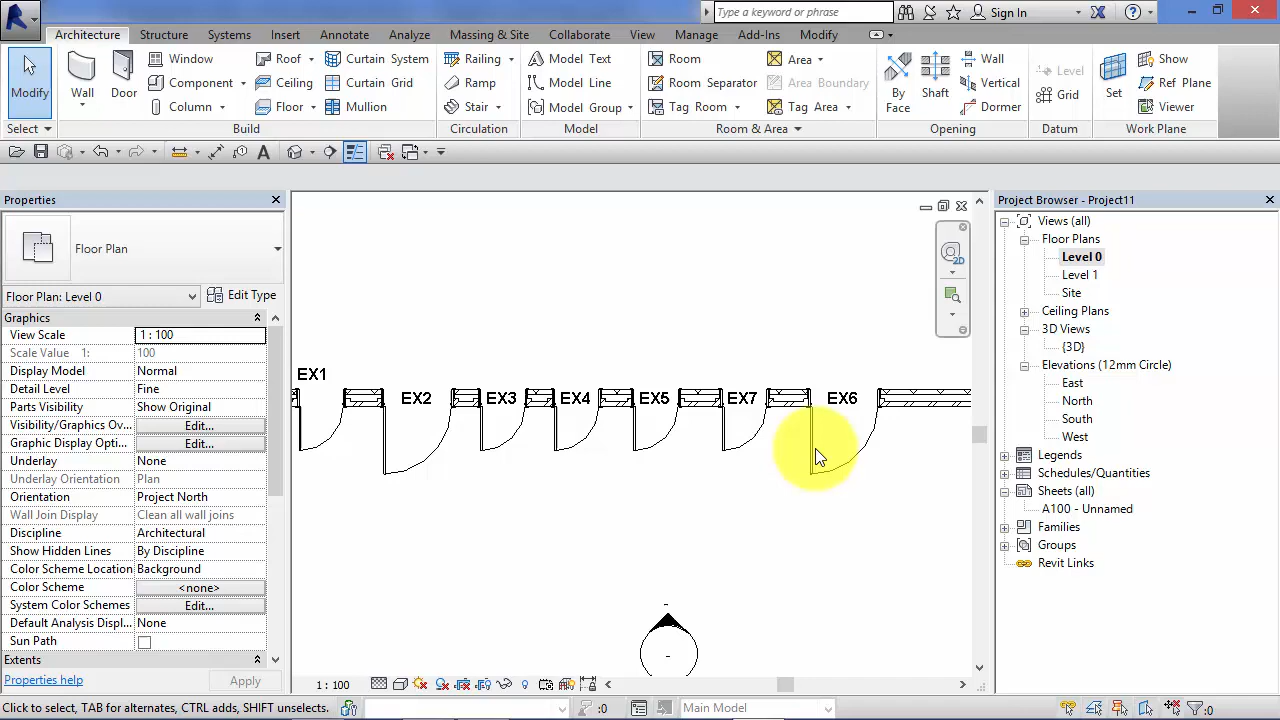 Type a keyword or phrase
Sign In
Architecture Structure Systems Insert Annotate Analyze Massing & Site Collaborate View Manage Add-Ins Modify
Modify
Select
Wall
Door
Window
Component
Column
Roof
Ceiling
Floor
Curtain System
Curtain Grid
Mullion
Build
Railing
Ramp
Stair
Circulation
Model Text
Model Line
Model Group
Model
Room
Room Separator
Tag Room
Area
Area Boundary
Tag Area
Room & Area
By Face
Shaft
Wall
Vertical
Dormer
Opening
Level
Grid
Datum
Set
Show
Ref Plane
Viewer
Work Plane
Properties
Floor Plan
Floor Plan: Level 0
Edit Type
Graphics
View Scale 1 : 100
Scale Value 1: 100
Display Model Normal
Detail Level Fine
Parts Visibility Show Original
Visibility/Graphics Ov... Edit...
Graphic Display Opti... Edit...
Underlay None
Underlay Orientation Plan
Orientation Project North
Wall Join Display Clean all wall joins
Discipline Architectural
Show Hidden Lines By Discipline
Color Scheme Location Background
Color Scheme <none>
System Color Schemes Edit...
Default Analysis Displ... None
Sun Path
Extents
Properties help
Apply
2D
EX1
EX2 EX3 EX4 EX5 EX7 EX6
1 : 100
Project Browser - Project11
Views (all)
Floor Plans
Level 0
Level 1
Site
Ceiling Plans
3D Views
{3D}
Elevations (12mm Circle)
East
North
South
West
Legends
Schedules/Quantities
Sheets (all)
A100 - Unnamed
Families
Groups
Revit Links
Click to select, TAB for alternates, CTRL adds, SHIFT unselects.
:0
Main Model
:0